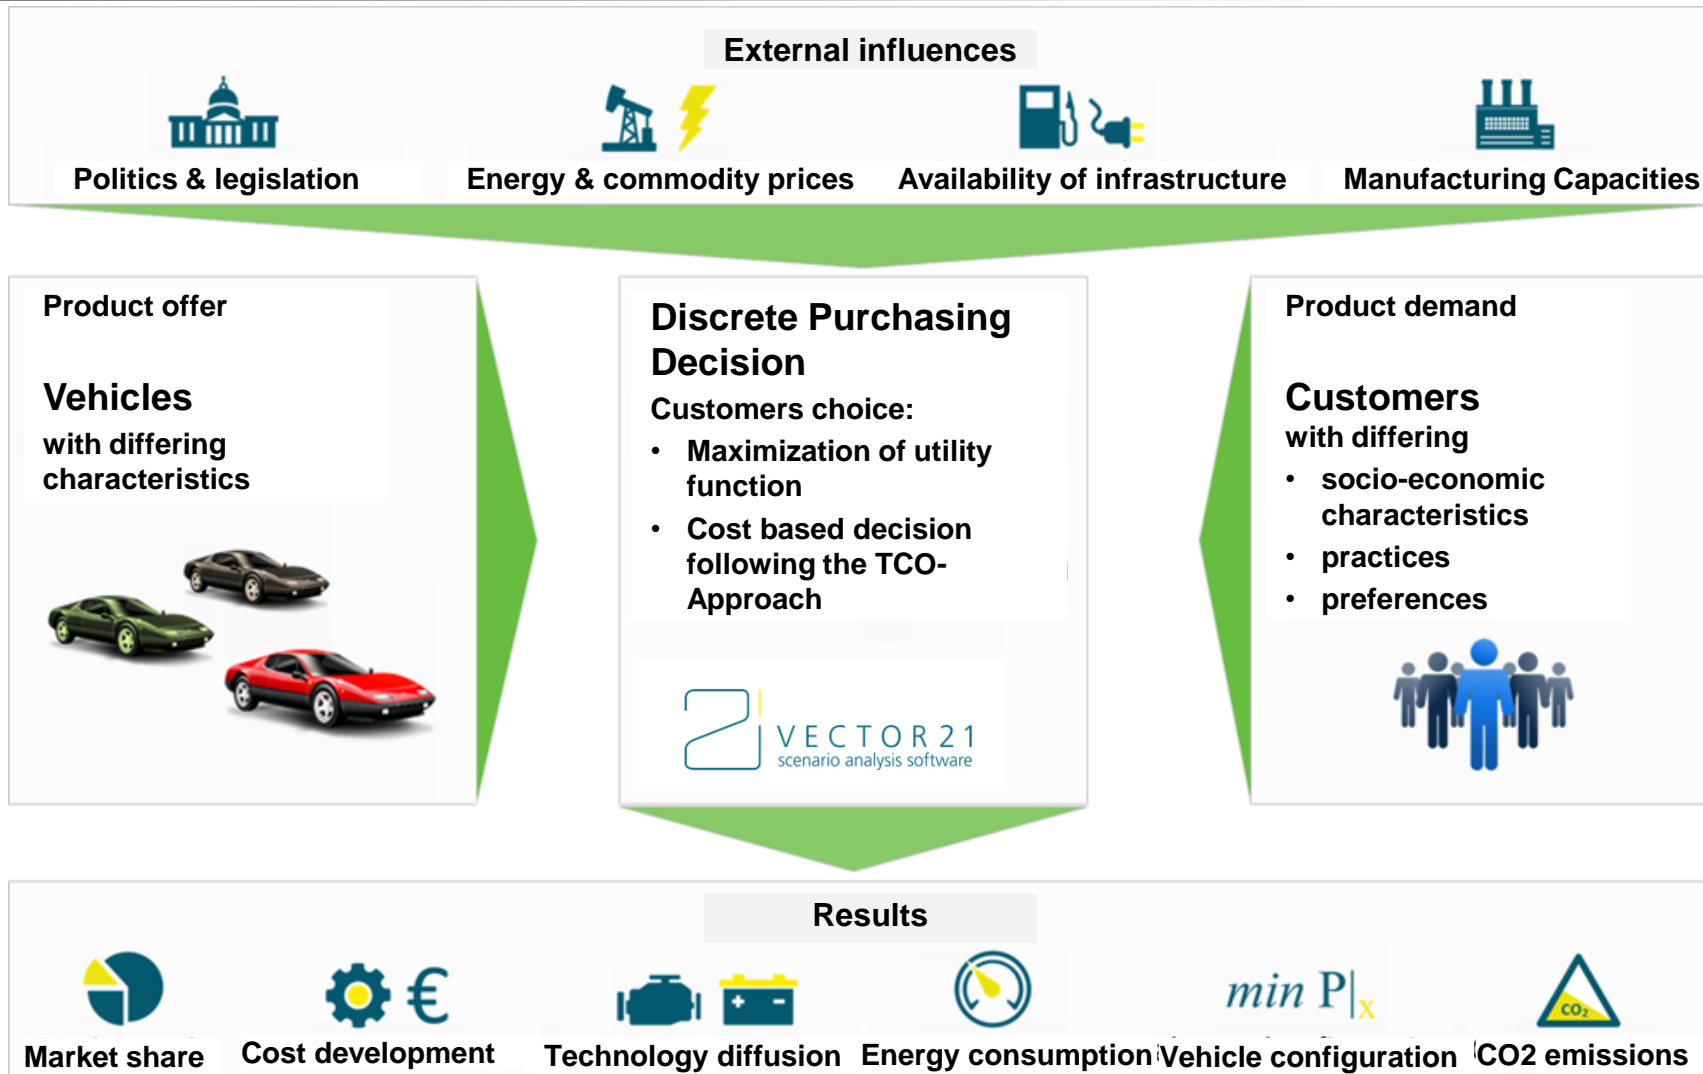 External influences
Politics & legislation
Energy & commodity prices
Availability of infrastructure
Manufacturing Capacities
Product offer
Vehicles
with differing
characteristics
Discrete Purchasing
Decision
Customers choice:
• Maximization of utility
function
• Cost based decision
following the TCO-
Approach
VECTOR21
scenario analysis software
Product demand
Customers
with differing
• socio-economic
characteristics
• practices
• preferences
Results
€
min P|x
CO2
Market share
Cost development
Technology diffusion
Energy consumption
Vehicle configuration
CO2 emissions